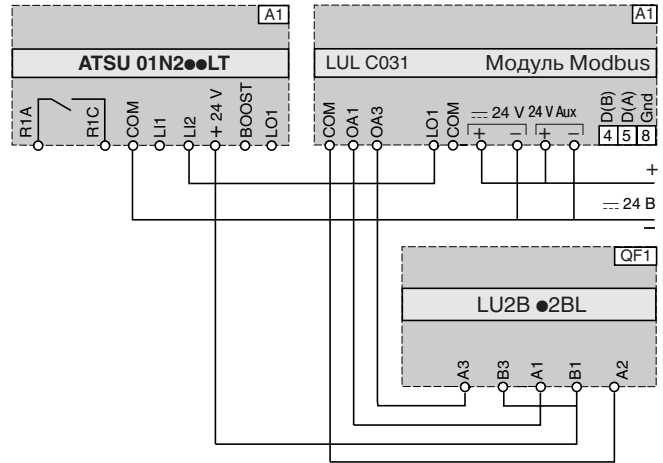 A1
ATSU 01N2●●LT
R1A
R1C
COM
LI1
LI2
+ 24 V
BOOST
LO1
A1
LUL C031 Модуль Modbus
COM
OA1
OA3
LO1
COM
24 V
24 V Aux
+ − + −
D(B)
D(A)
Gnd
4 5 8
+
24 В
−
QF1
LU2B ●2BL
A3
B3
A1
B1
A2